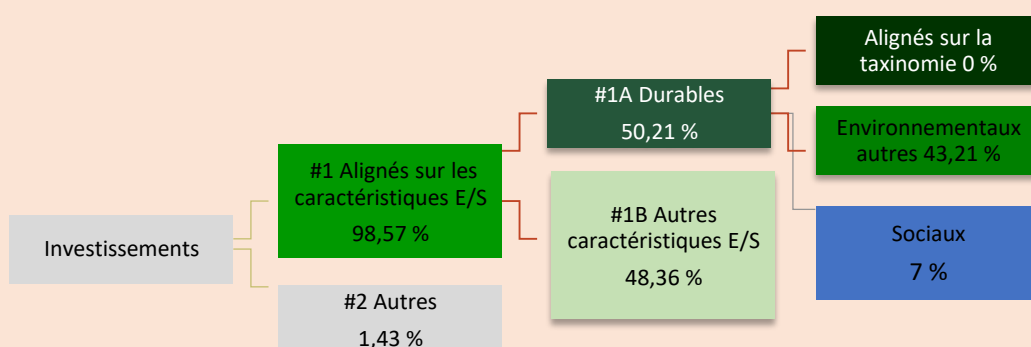 Investissements
#1 Alignés sur les
caractéristiques E/S
98,57 %
#2 Autres
1,43 %
#1A Durables
50,21 %
#1B Autres
caractéristiques E/S
48,36 %
Alignés sur la
taxinomie 0 %
Environnementaux
autres 43,21 %
Sociaux
7 %